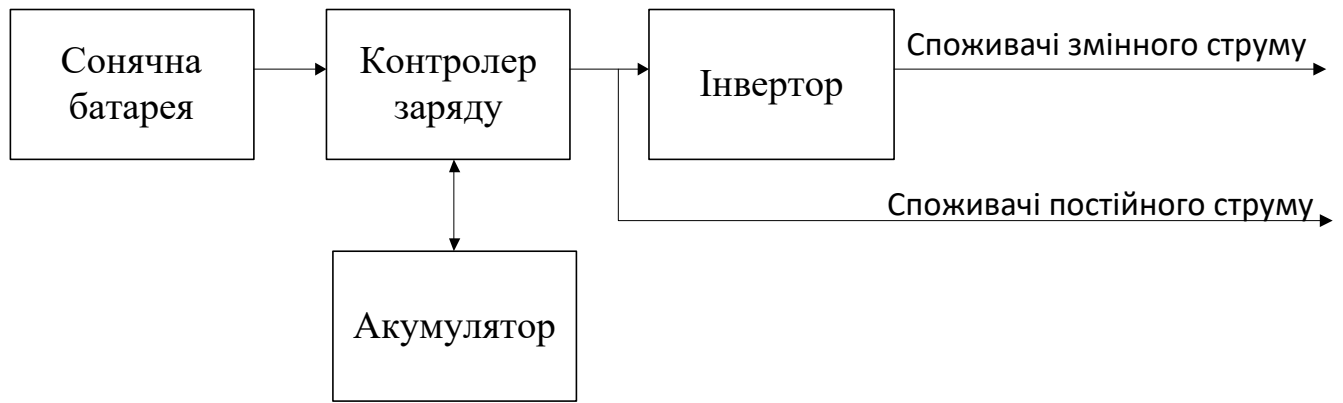 Сонячна
батарея
Контролер
заряду
Інвертор
Споживачі змінного струму
Споживачі постійного струму
Акумулятор